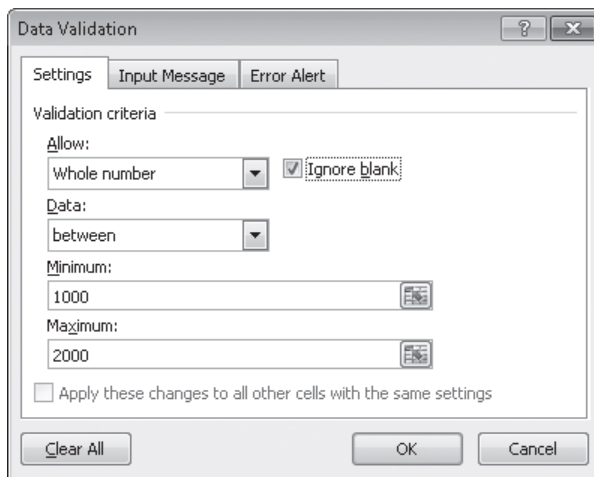 Data Validation
Settings Input Message Error Alert
Validation criteria
Allow:
Whole number Ignore blank
Data:
between
Minimum:
1000
Maximum:
2000
Apply these changes to all other cells with the same settings
Clear All OK Cancel